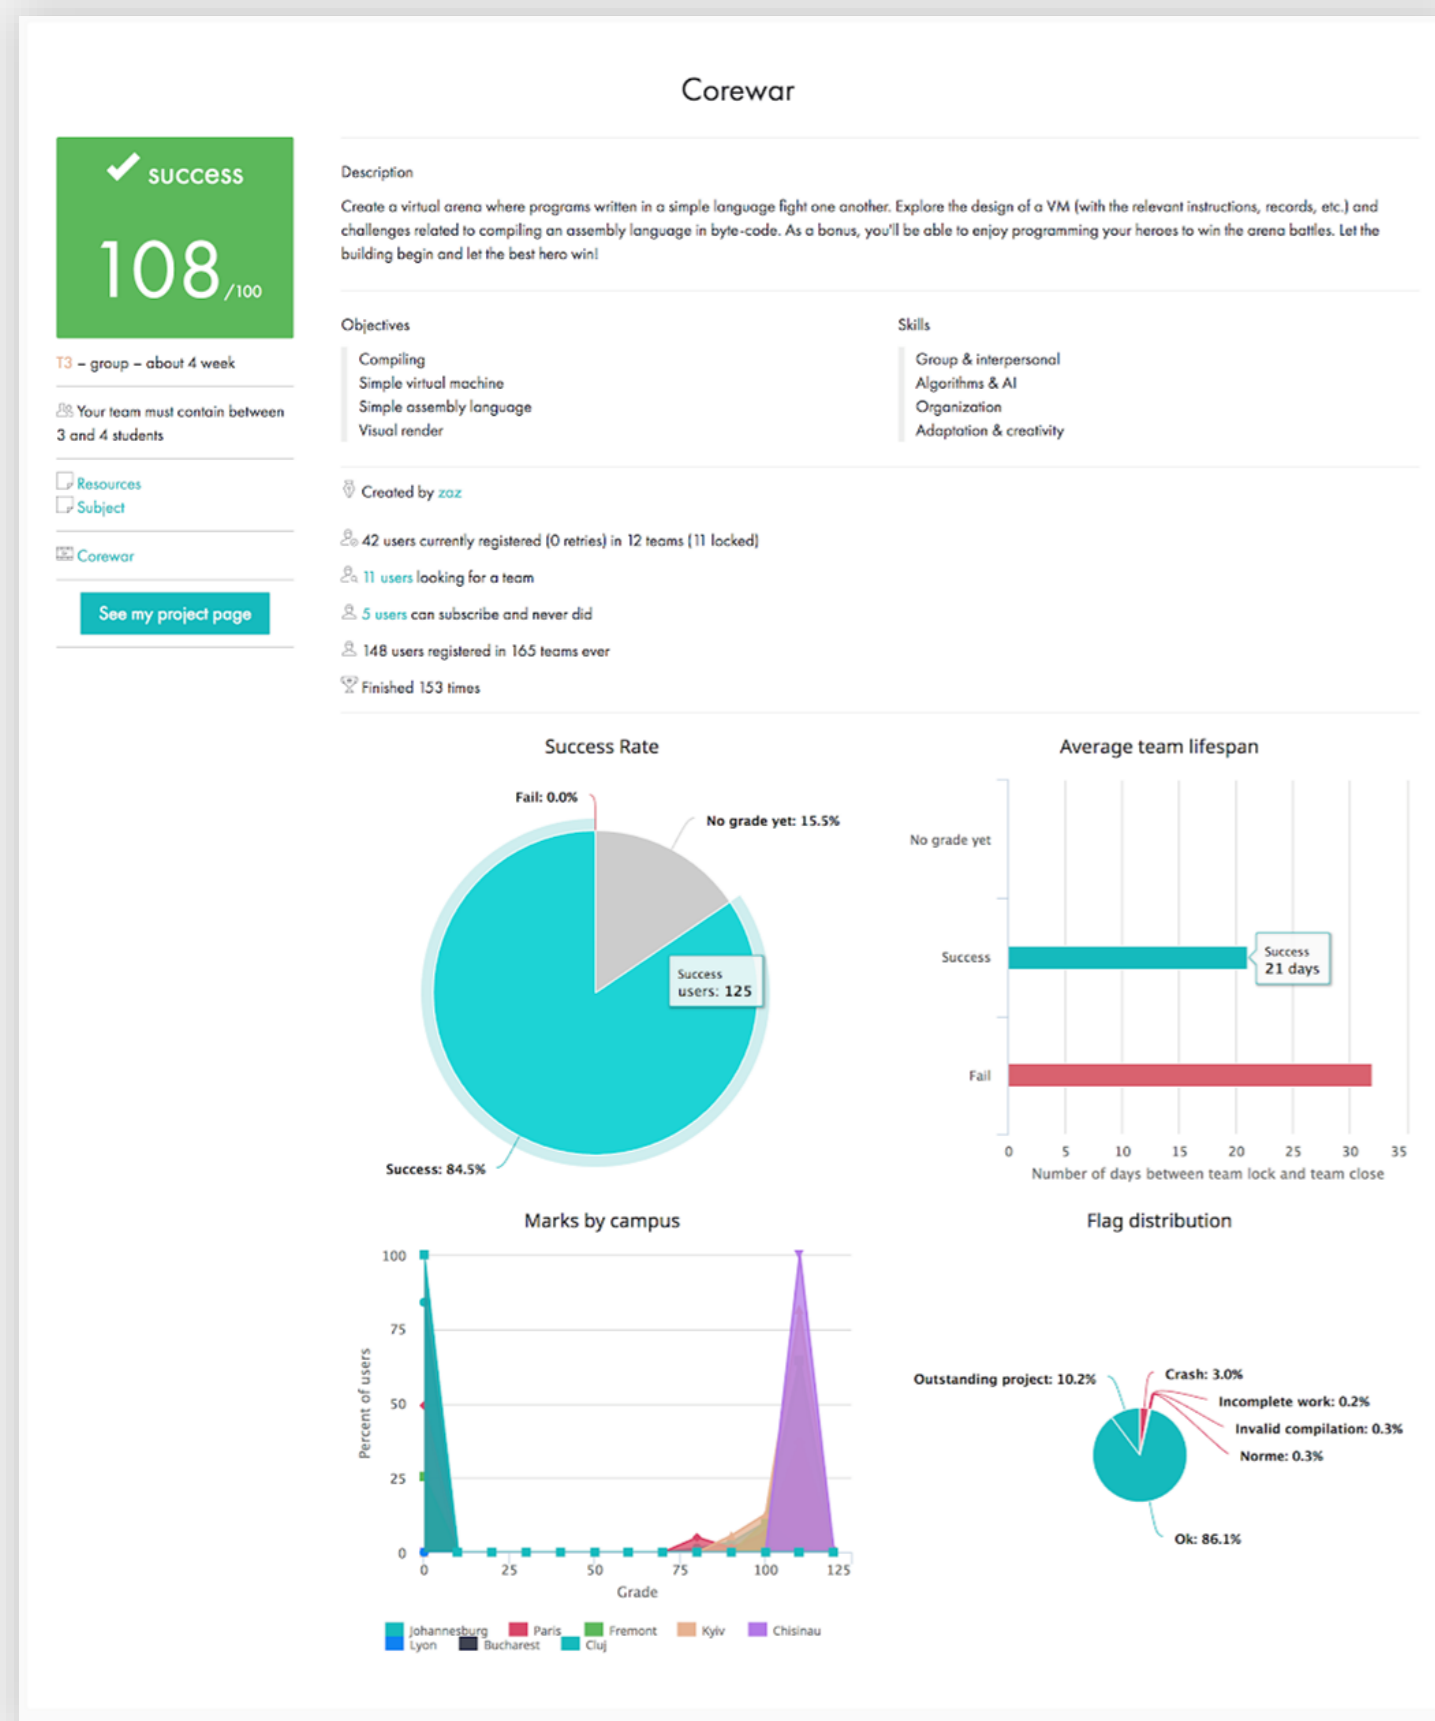 Corewar
success
108 /100
T3 – group – about 4 week
Your team must contain between
3 and 4 students
Resources
Subject
Corewar
See my project page
Description
Create a virtual arena where programs written in a simple language fight one another. Explore the design of a VM (with the relevant instructions, records, etc.) and
challenges related to compiling an assembly language in byte-code. As a bonus, you'll be able to enjoy programming your heroes to win the arena battles. Let the
building begin and let the best hero win!
Objectives
Compiling
Simple virtual machine
Simple assembly language
Visual render
Skills
Group & interpersonal
Algorithms & AI
Organization
Adaptation & creativity
Created by zaz
42 users currently registered (0 retries) in 12 teams (11 locked)
11 users looking for a team
5 users can subscribe and never did
148 users registered in 165 teams ever
Finished 153 times
Success Rate
Fail: 0.0%
No grade yet: 15.5%
Success
users: 125
Success: 84.5%
Average team lifespan
No grade yet
Success
Success
21 days
Fail
0 5 10 15 20 25 30 35
Number of days between team lock and team close
Marks by campus
100
75
50
25
0
Percent of users
0 25 50 75 100 125
Grade
Johannesburg Paris Fremont Kyiv Chisinau
Lyon Bucharest Cluj
Flag distribution
Outstanding project: 10.2%
Crash: 3.0%
Incomplete work: 0.2%
Invalid compilation: 0.3%
Norme: 0.3%
Ok: 86.1%